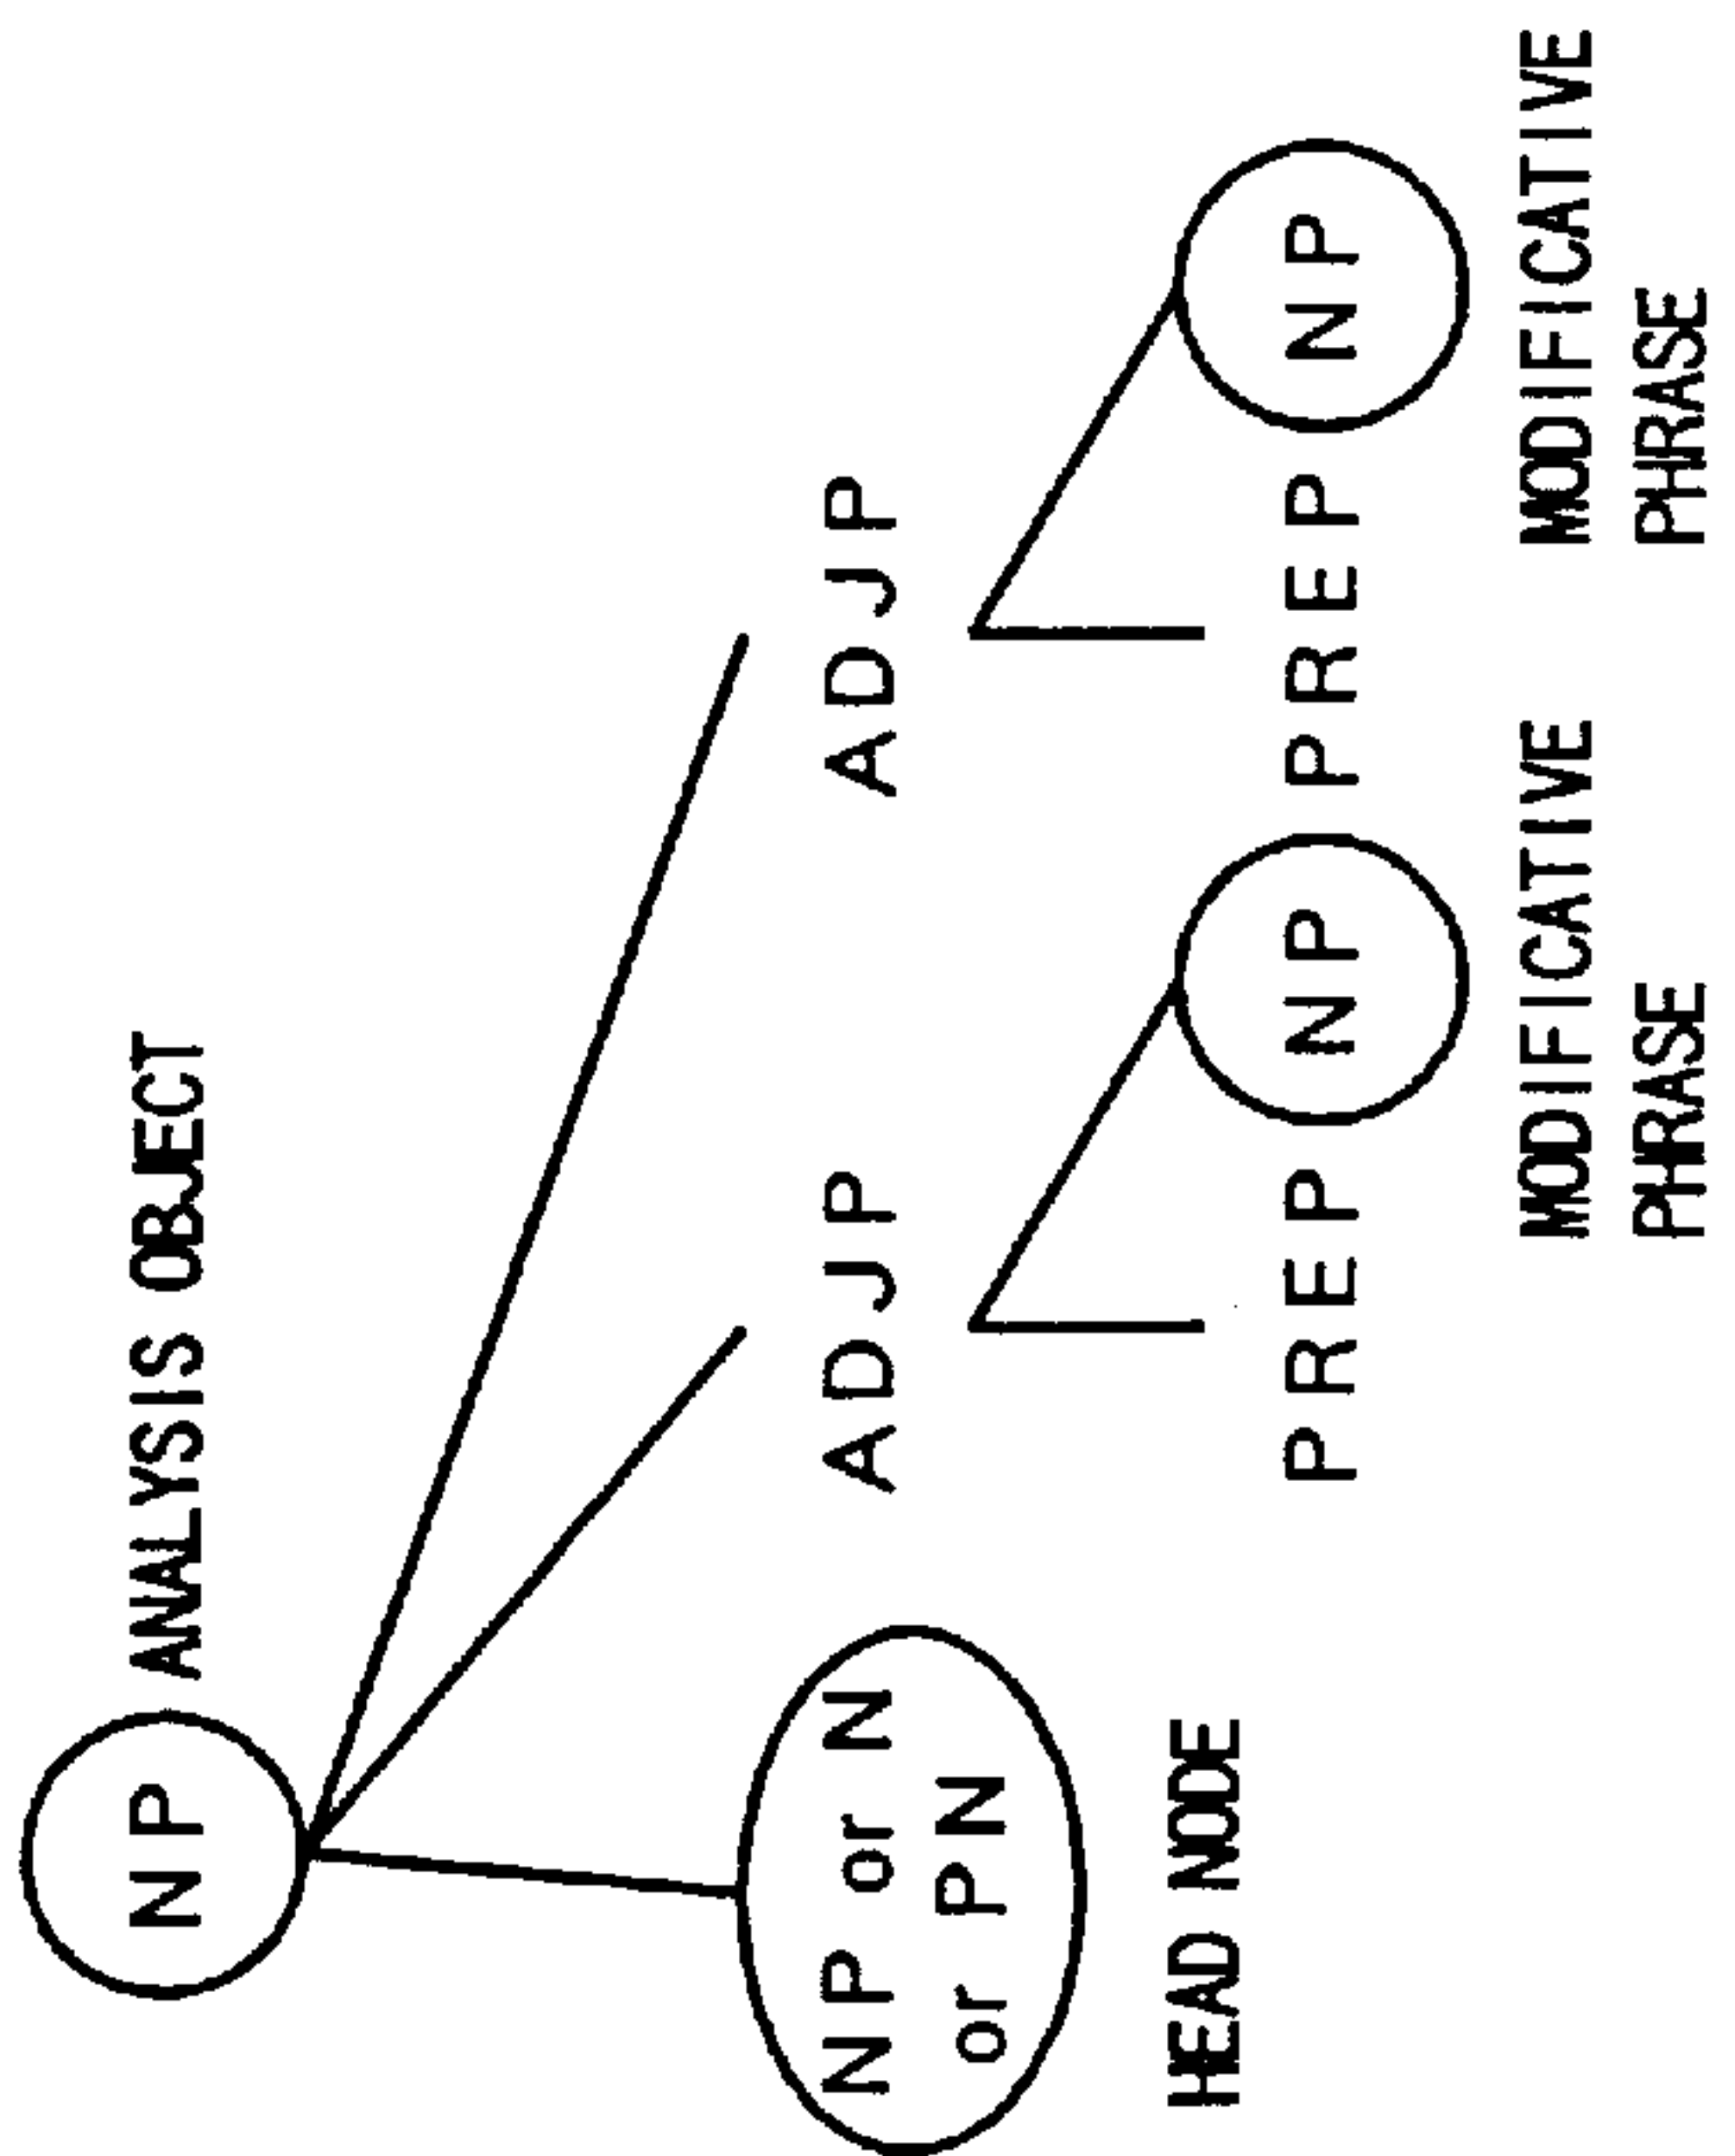 NP ANALYSIS OBJECT
NP or N
or PN
HEAD NODE
ADJP
ADJP
PREP
NP
MODIFICATIVE
PHRASE
PREP
NP
MODIFICATIVE
PHRASE